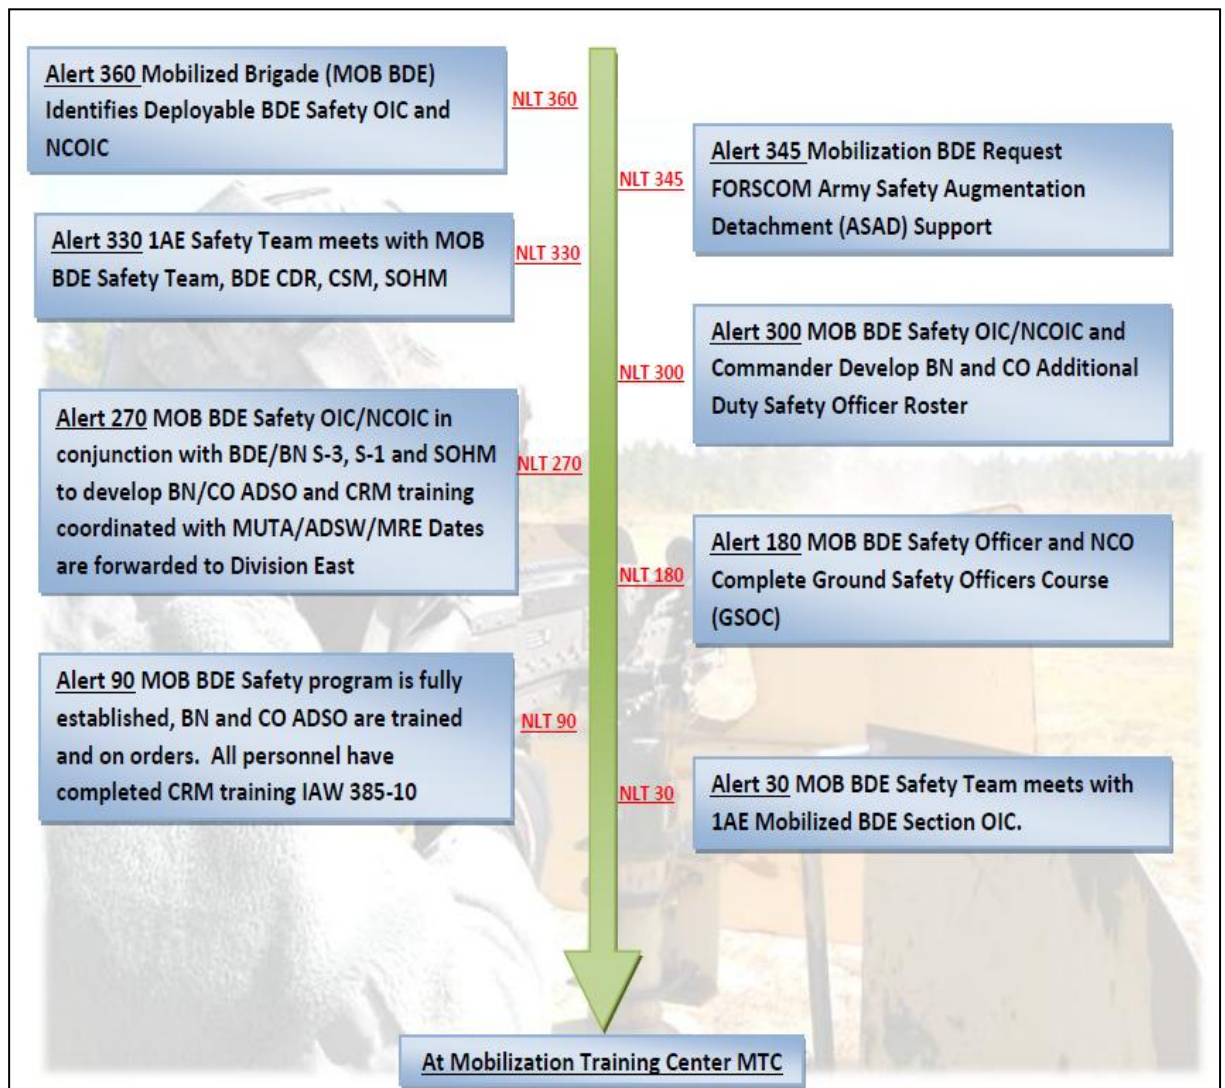 Alert 360 Mobilized Brigade (MOB BDE)
Identifies Deployable BDE Safety OIC and
NCOIC
NLT 360
Alert 345 Mobilization BDE Request
FORSCOM Army Safety Augmentation
Detachment (ASAD) Support
NLT 345
Alert 330 1AE Safety Team meets with MOB
BDE Safety Team, BDE CDR, CSM, SOHM
NLT 330
Alert 300 MOB BDE Safety OIC/NCOIC and
Commander Develop BN and CO Additional
Duty Safety Officer Roster
NLT 300
Alert 270 MOB BDE Safety OIC/NCOIC in
conjunction with BDE/BN S-3, S-1 and SOHM
to develop BN/CO ADSO and CRM training
coordinated with MUTA/ADSW/MRE Dates
are forwarded to Division East
NLT 270
Alert 180 MOB BDE Safety Officer and NCO
Complete Ground Safety Officers Course
(GSOC)
NLT 180
Alert 90 MOB BDE Safety program is fully
established, BN and CO ADSO are trained
and on orders.  All personnel have
completed CRM training IAW 385-10
NLT 90
Alert 30 MOB BDE Safety Team meets with
1AE Mobilized BDE Section OIC.
NLT 30
At Mobilization Training Center MTC